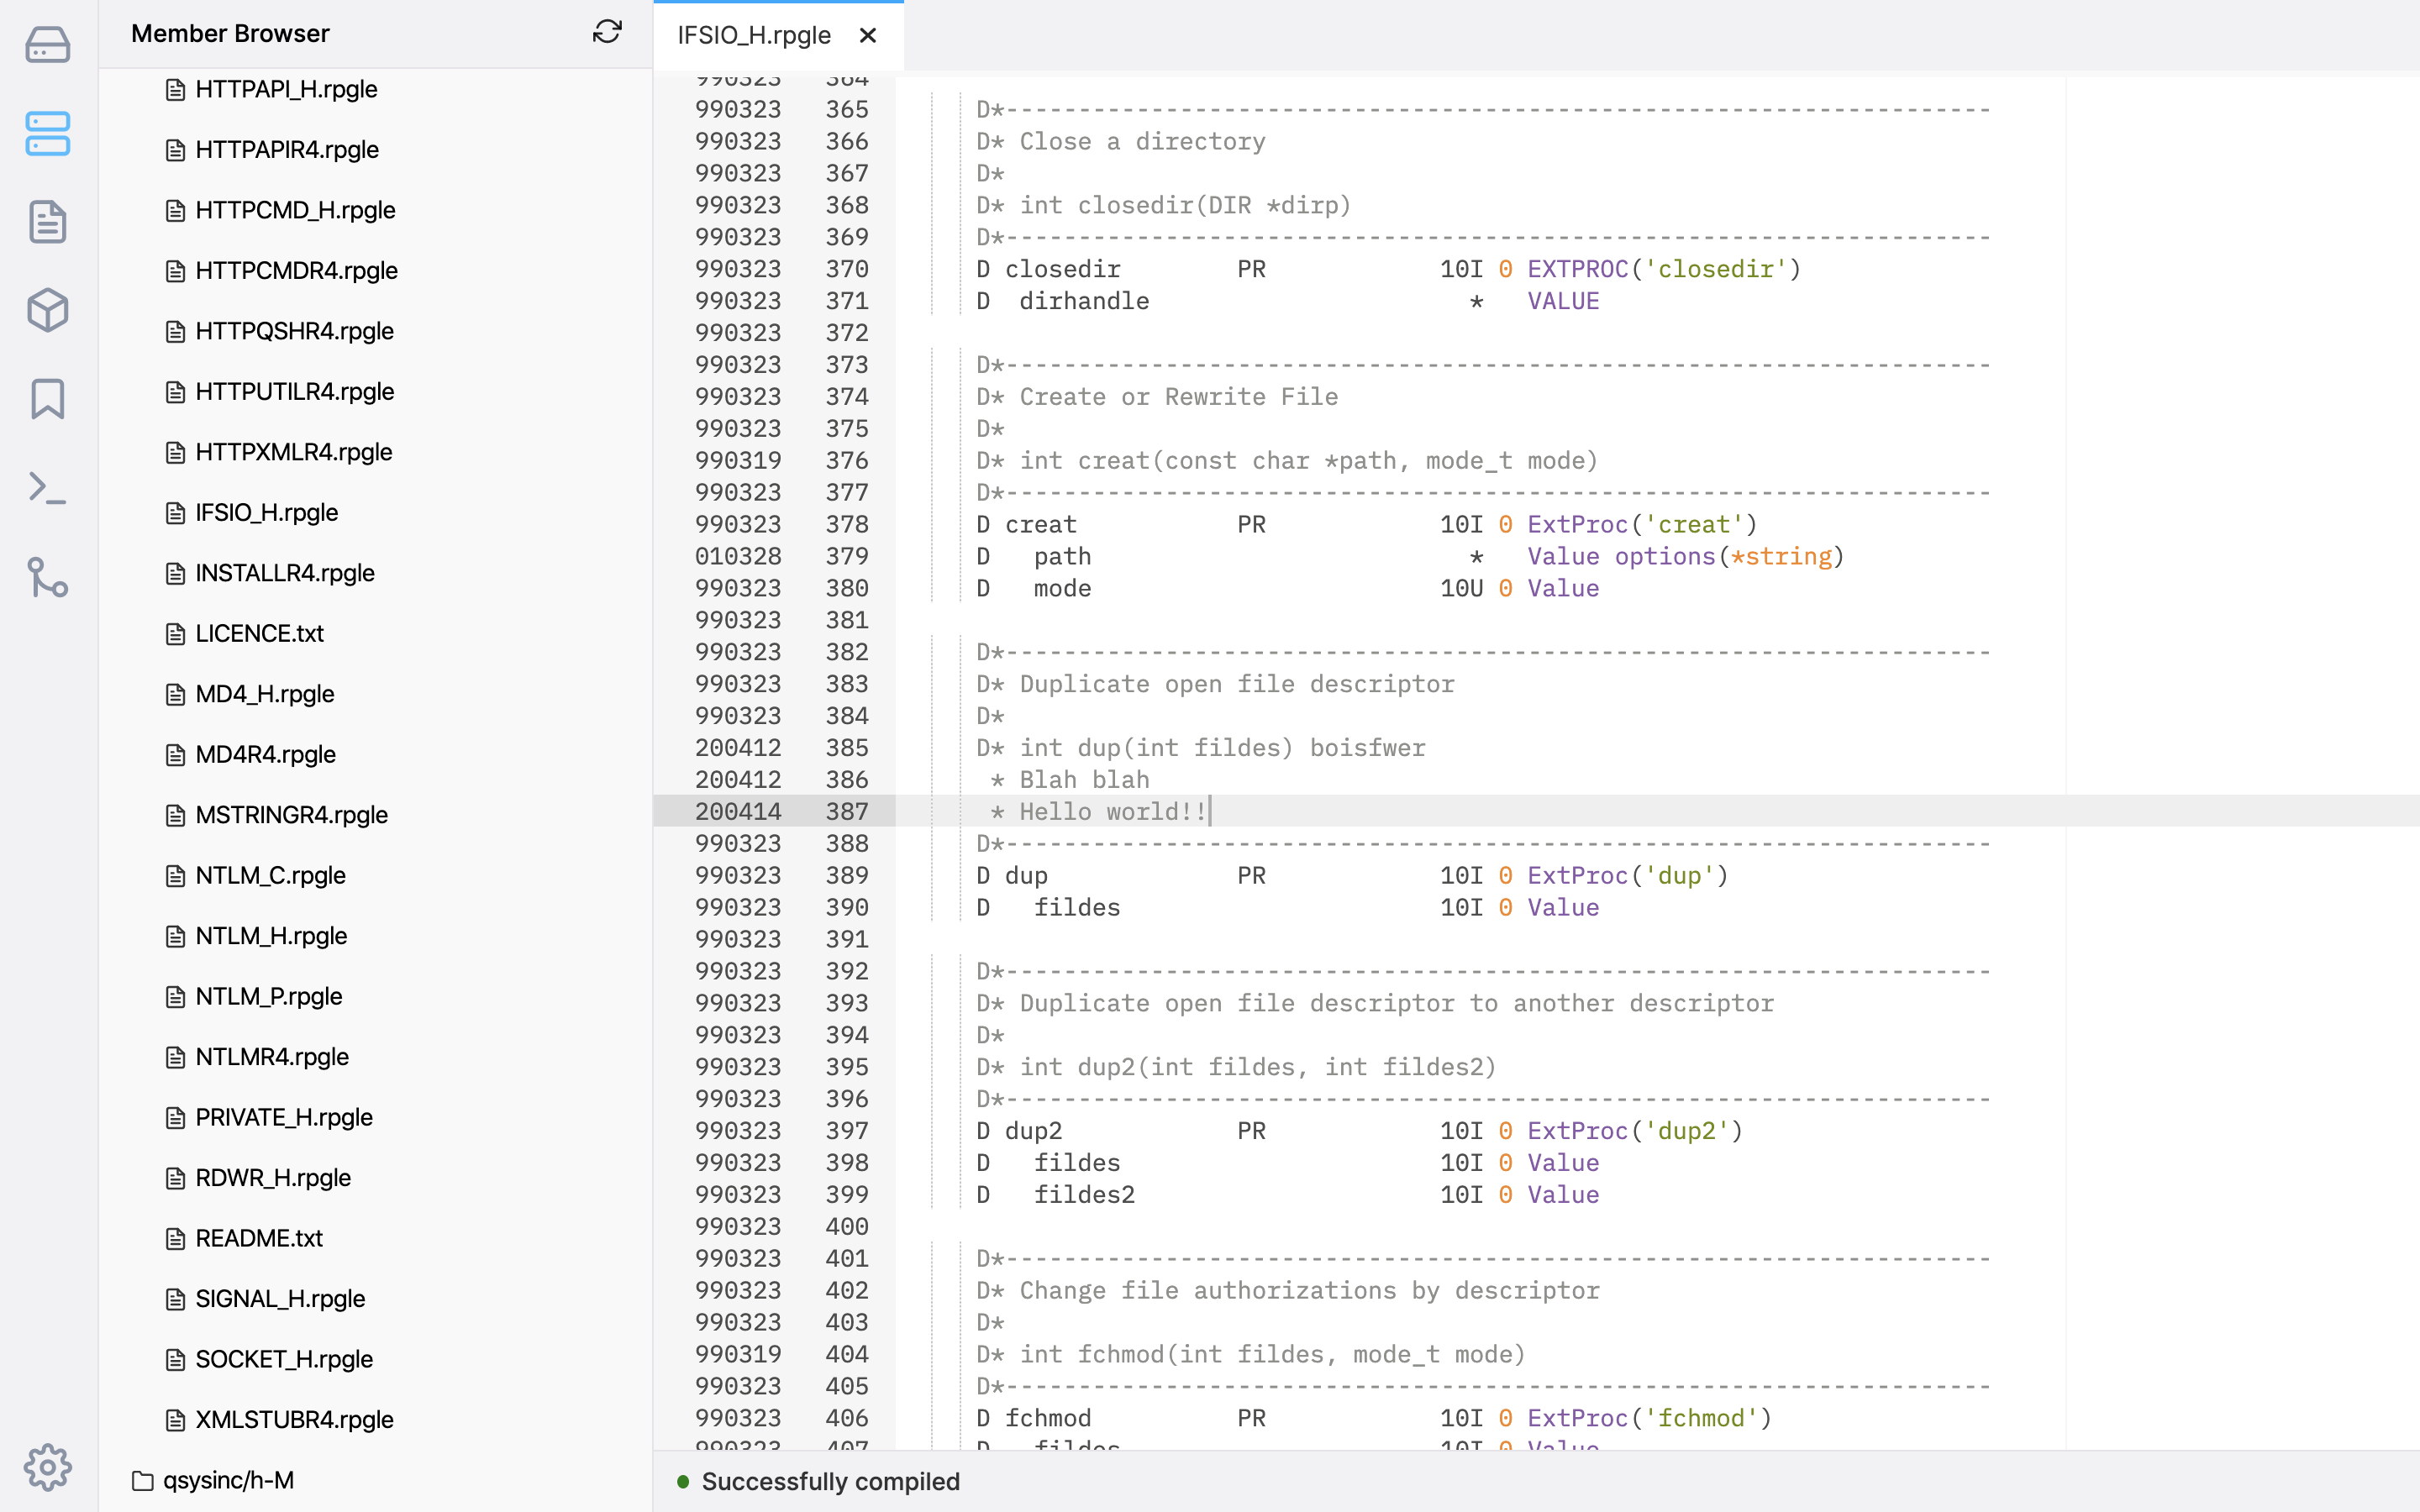 Member Browser
HTTPAPI_H.rpgle
HTTPAPIR4.rpgle
HTTPCMD_H.rpgle
HTTPCMDR4.rpgle
HTTPQSHR4.rpgle
HTTPUTILR4.rpgle
HTTPXMLR4.rpgle
IFSIO_H.rpgle
INSTALLR4.rpgle
LICENCE.txt
MD4_H.rpgle
MD4R4.rpgle
MSTRINGR4.rpgle
NTLM_C.rpgle
NTLM_H.rpgle
NTLM_P.rpgle
NTLMR4.rpgle
PRIVATE_H.rpgle
RDWR_H.rpgle
README.txt
SIGNAL_H.rpgle
SOCKET_H.rpgle
XMLSTUBR4.rpgle
qsysinc/h-M
IFSIO_H.rpgle
990323 364
990323 365 D*--------------------------------------------------------------------
990323 366 D* Close a directory
990323 367 D*
990323 368 D* int closedir(DIR *dirp)
990323 369 D*--------------------------------------------------------------------
990323 370 D closedir        PR            10I 0 EXTPROC('closedir')
990323 371 D  dirhandle                      *   VALUE
990323 372
990323 373 D*--------------------------------------------------------------------
990323 374 D* Create or Rewrite File
990323 375 D*
990319 376 D* int creat(const char *path, mode_t mode)
990323 377 D*--------------------------------------------------------------------
990323 378 D creat           PR            10I 0 ExtProc('creat')
010328 379 D   path                          *   Value options(*string)
990323 380 D   mode                        10U 0 Value
990323 381
990323 382 D*--------------------------------------------------------------------
990323 383 D* Duplicate open file descriptor
990323 384 D*
200412 385 D* int dup(int fildes) boisfwer
200412 386  * Blah blah
200414 387  * Hello world!!
990323 388 D*--------------------------------------------------------------------
990323 389 D dup             PR            10I 0 ExtProc('dup')
990323 390 D   fildes                      10I 0 Value
990323 391
990323 392 D*--------------------------------------------------------------------
990323 393 D* Duplicate open file descriptor to another descriptor
990323 394 D*
990323 395 D* int dup2(int fildes, int fildes2)
990323 396 D*--------------------------------------------------------------------
990323 397 D dup2            PR            10I 0 ExtProc('dup2')
990323 398 D   fildes                      10I 0 Value
990323 399 D   fildes2                     10I 0 Value
990323 400
990323 401 D*--------------------------------------------------------------------
990323 402 D* Change file authorizations by descriptor
990323 403 D*
990319 404 D* int fchmod(int fildes, mode_t mode)
990323 405 D*--------------------------------------------------------------------
990323 406 D fchmod          PR            10I 0 ExtProc('fchmod')
990323 407 D   fildes                      10I 0 Value
Successfully compiled